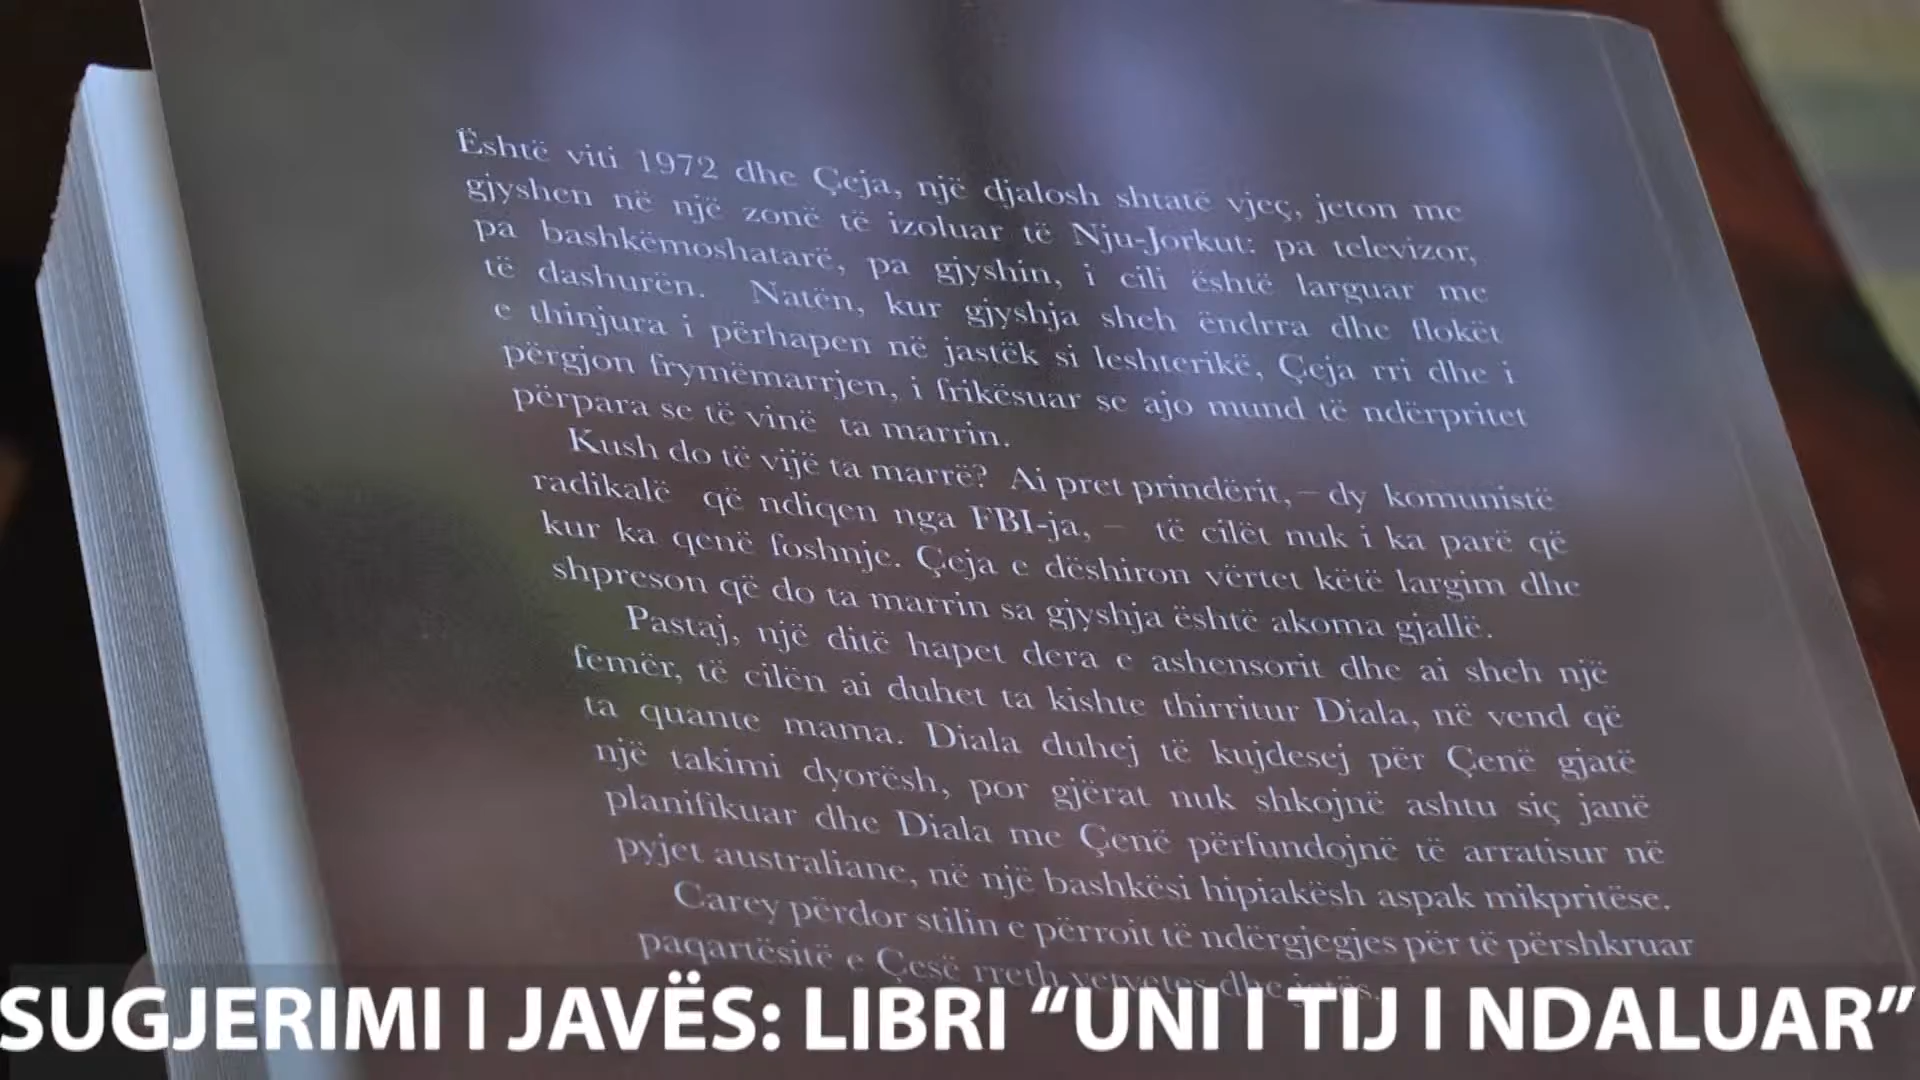 Është viti 1972 dhe Çeja, një djalosh shtatë vjeç, jeton me
gjyshen në një zonë të izoluar të Nju-Jorkut: pa televizor,
pa bashkëmoshatarë, pa gjyshin, i cili është larguar me
të dashurën. Natën, kur gjyshja sheh ëndrra dhe flokët
e thinjura i përhapen në jastëk si leshterikë, Çeja rri dhe i
përgjon frymëmarrjen, i frikësuar se ajo mund të ndërpritet
përpara se të vinë ta marrin.
Kush do të vijë ta marrë? Ai pret prindërit, – dy komunistë
radikalë që ndiqen nga FBI-ja, – të cilët nuk i ka parë që
kur ka qenë foshnje. Çeja e dëshiron vërtet këtë largim dhe
shpreson që do ta marrin sa gjyshja është akoma gjallë.
Pastaj, një ditë hapet dera e ashensorit dhe ai sheh një
femër, të cilën ai duhet ta kishte thirritur Diala, në vend që
ta quante mama. Diala duhej të kujdesej për Çenë gjatë
një takimi dyorësh, por gjërat nuk shkojnë ashtu siç janë
planifikuar dhe Diala me Çenë përfundojnë të arratisur në
pyjet australiane, në një bashkësi hipiakësh aspak mikpritëse.
Carey përdor stilin e përroit të ndërgjegjes për të përshkruar
paqartësitë e Çesë rreth vetvetes dhe jetës.
SUGJERIMI I JAVËS: LIBRI “UNI I TIJ I NDALUAR”